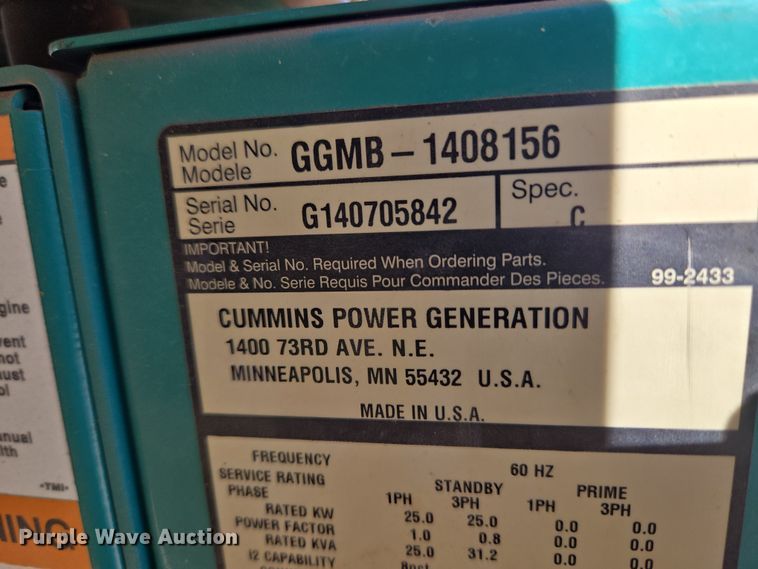 Model No. GGMB-1408156
Modele
Serial No. G140705842 Spec. C
Serie
IMPORTANT!
Model & Serial No. Required When Ordering Parts.
Modele & No. Serie Requis Pour Commander Des Pieces. 99-2433
CUMMINS POWER GENERATION
1400 73RD AVE. N.E.
MINNEAPOLIS, MN 55432 U.S.A.
MADE IN U.S.A.
FREQUENCY 60 HZ
SERVICE RATING STANDBY PRIME
PHASE 1PH 3PH 1PH 3PH
RATED KW 25.0 25.0 0.0 0.0
POWER FACTOR 1.0 0.8 0.0 0.0
RATED KVA 25.0 31.2 0.0 0.0
I2 CAPABILITY
-TMI-
Purple Wave Auction